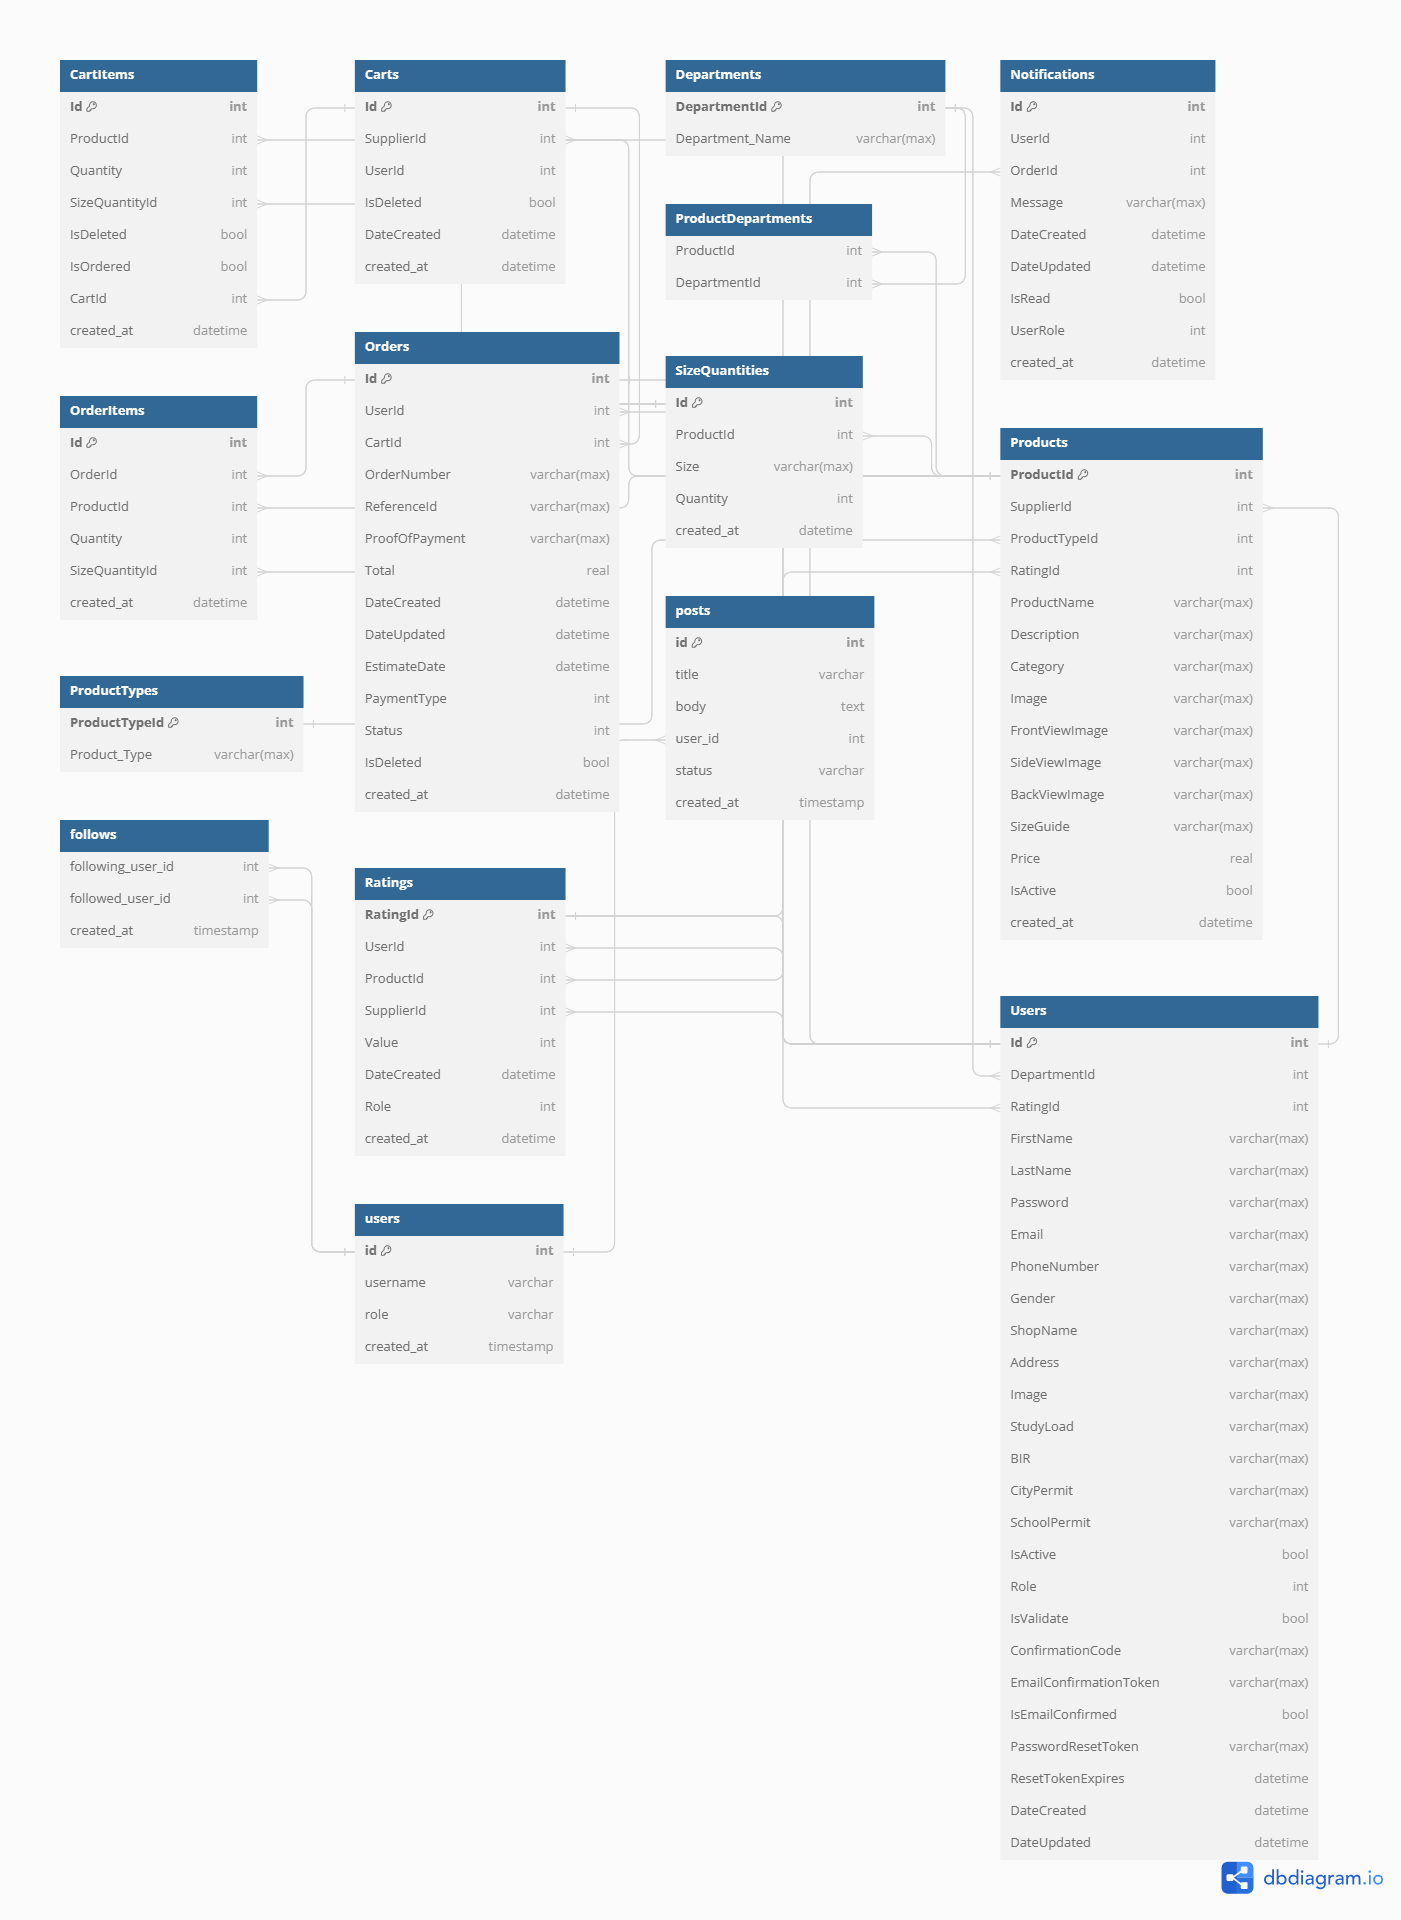 CartItems
Id int
ProductId int
Quantity int
SizeQuantityId int
IsDeleted bool
IsOrdered bool
CartId int
created_at datetime
OrderItems
Id int
OrderId int
ProductId int
Quantity int
SizeQuantityId int
created_at datetime
ProductTypes
ProductTypeId int
Product_Type varchar(max)
follows
following_user_id int
followed_user_id int
created_at timestamp
Carts
Id int
SupplierId int
UserId int
IsDeleted bool
DateCreated datetime
created_at datetime
Orders
Id int
UserId int
CartId int
OrderNumber varchar(max)
ReferenceId varchar(max)
ProofOfPayment varchar(max)
Total real
DateCreated datetime
DateUpdated datetime
EstimateDate datetime
PaymentType int
Status int
IsDeleted bool
created_at datetime
Ratings
RatingId int
UserId int
ProductId int
SupplierId int
Value int
DateCreated datetime
Role int
created_at datetime
users
id int
username varchar
role varchar
created_at timestamp
Departments
DepartmentId int
Department_Name varchar(max)
ProductDepartments
ProductId int
DepartmentId int
SizeQuantities
Id int
ProductId int
Size varchar(max)
Quantity int
created_at datetime
posts
id int
title varchar
body text
user_id int
status varchar
created_at timestamp
Notifications
Id int
UserId int
OrderId int
Message varchar(max)
DateCreated datetime
DateUpdated datetime
IsRead bool
UserRole int
created_at datetime
Products
ProductId int
SupplierId int
ProductTypeId int
RatingId int
ProductName varchar(max)
Description varchar(max)
Category varchar(max)
Image varchar(max)
FrontViewImage varchar(max)
SideViewImage varchar(max)
BackViewImage varchar(max)
SizeGuide varchar(max)
Price real
IsActive bool
created_at datetime
Users
Id int
DepartmentId int
RatingId int
FirstName varchar(max)
LastName varchar(max)
Password varchar(max)
Email varchar(max)
PhoneNumber varchar(max)
Gender varchar(max)
ShopName varchar(max)
Address varchar(max)
Image varchar(max)
StudyLoad varchar(max)
BIR varchar(max)
CityPermit varchar(max)
SchoolPermit varchar(max)
IsActive bool
Role int
IsValidate bool
ConfirmationCode varchar(max)
EmailConfirmationToken varchar(max)
IsEmailConfirmed bool
PasswordResetToken varchar(max)
ResetTokenExpires datetime
DateCreated datetime
DateUpdated datetime
dbdiagram.io